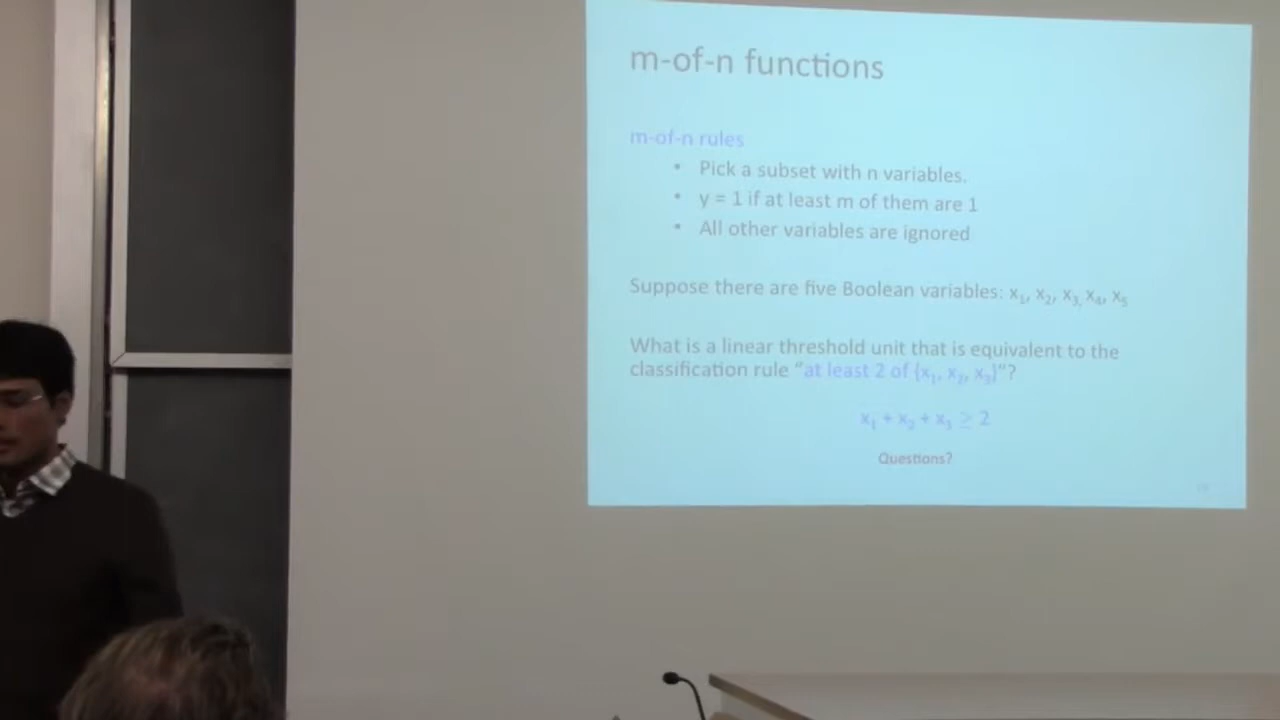 m-of-n functions
m-of-n rules
• Pick a subset with n variables.
• y = 1 if at least m of them are 1
• All other variables are ignored
Suppose there are five Boolean variables: x₁, x₂, x₃, x₄, x₅
What is a linear threshold unit that is equivalent to the
classification rule “at least 2 of {x₁, x₂, x₃}”?
x₁ + x₂ + x₃ ≥ 2
Questions?